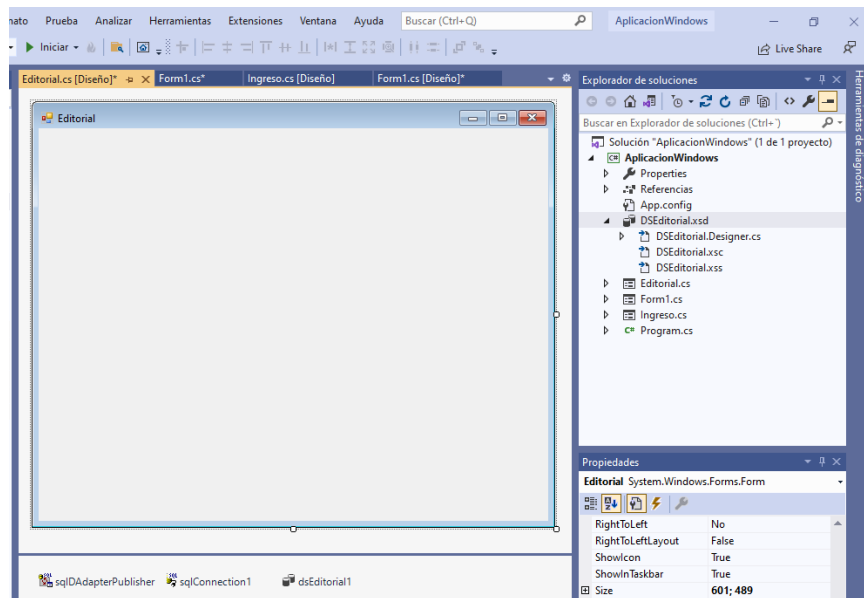 nato Prueba Analizar Herramientas Extensiones Ventana Ayuda Buscar (Ctrl+Q) AplicacionWindows
Iniciar Live Share
Editorial.cs [Diseño]* Form1.cs* Ingreso.cs [Diseño] Form1.cs [Diseño]*
Editorial
Explorador de soluciones
Buscar en Explorador de soluciones (Ctrl+¨)
Solución "AplicacionWindows" (1 de 1 proyecto)
AplicacionWindows
Properties
Referencias
App.config
DSEditorial.xsd
DSEditorial.Designer.cs
DSEditorial.xsc
DSEditorial.xss
Editorial.cs
Form1.cs
Ingreso.cs
C# Program.cs
Herramientas de diagnóstico
Propiedades
Editorial System.Windows.Forms.Form
RightToLeft No
RightToLeftLayout False
ShowIcon True
ShowInTaskbar True
Size 601; 489
sqlDAdapterPublisher sqlConnection1 dsEditorial1